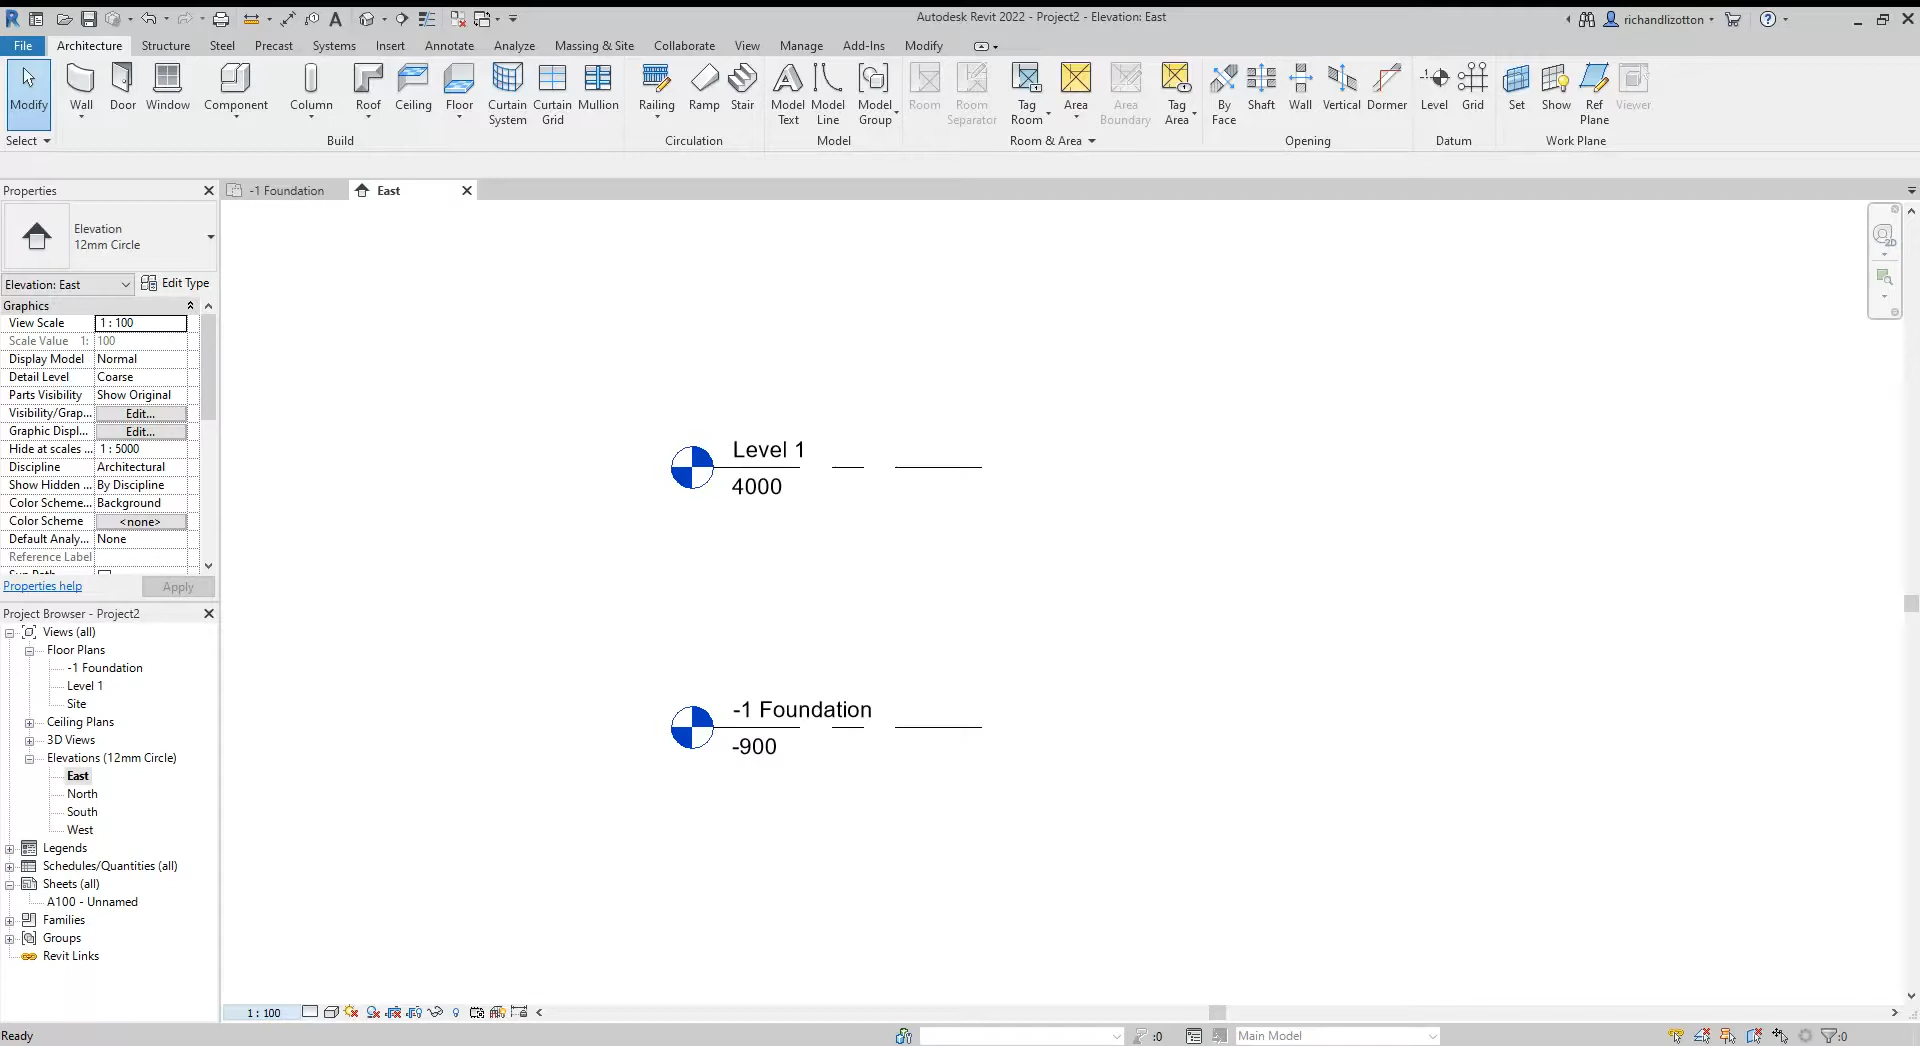 Autodesk Revit 2022 - Project2 - Elevation: East
richandlizotton
File Architecture Structure Steel Precast Systems Insert Annotate Analyze Massing & Site Collaborate View Manage Add-Ins Modify
Modify Wall Door Window Component Column Roof Ceiling Floor Curtain System Curtain Grid Mullion Railing Ramp Stair Model Text Model Line Model Group Room Room Separator Tag Room Area Area Boundary Tag Area By Face Shaft Wall Vertical Dormer Level Grid Set Show Ref Plane Viewer
Select Build Circulation Model Room & Area Opening Datum Work Plane
Properties
-1 Foundation
East
Elevation
12mm Circle
Elevation: East Edit Type
Graphics
View Scale 1 : 100
Scale Value 1: 100
Display Model Normal
Detail Level Coarse
Parts Visibility Show Original
Visibility/Grap... Edit...
Graphic Displ... Edit...
Hide at scales ... 1 : 5000
Discipline Architectural
Show Hidden ... By Discipline
Color Scheme... Background
Color Scheme <none>
Default Analy... None
Reference Label
Properties help Apply
Project Browser - Project2
Views (all)
Floor Plans
-1 Foundation
Level 1
Site
Ceiling Plans
3D Views
Elevations (12mm Circle)
East
North
South
West
Legends
Schedules/Quantities (all)
Sheets (all)
A100 - Unnamed
Families
Groups
Revit Links
Level 1
4000
-1 Foundation
-900
2D
1 : 100
Ready
:0
Main Model
:0